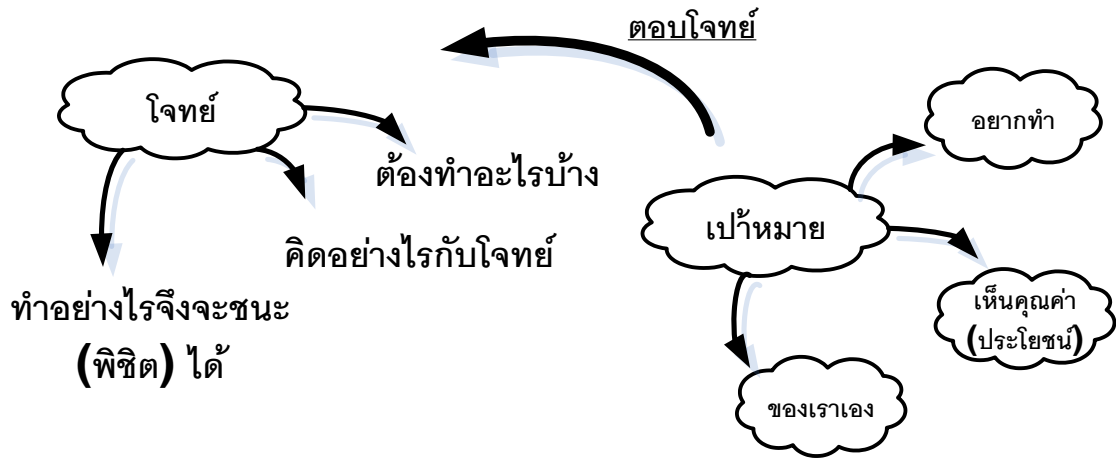 ตอบโจทย์
โจทย์
ต้องทำอะไรบ้าง
คิดอย่างไรกับโจทย์
ทำอย่างไรจึงจะชนะ
(พิชิต) ได้
อยากทำ
เป้าหมาย
เห็นคุณค่า
(ประโยชน์)
ของเราเอง